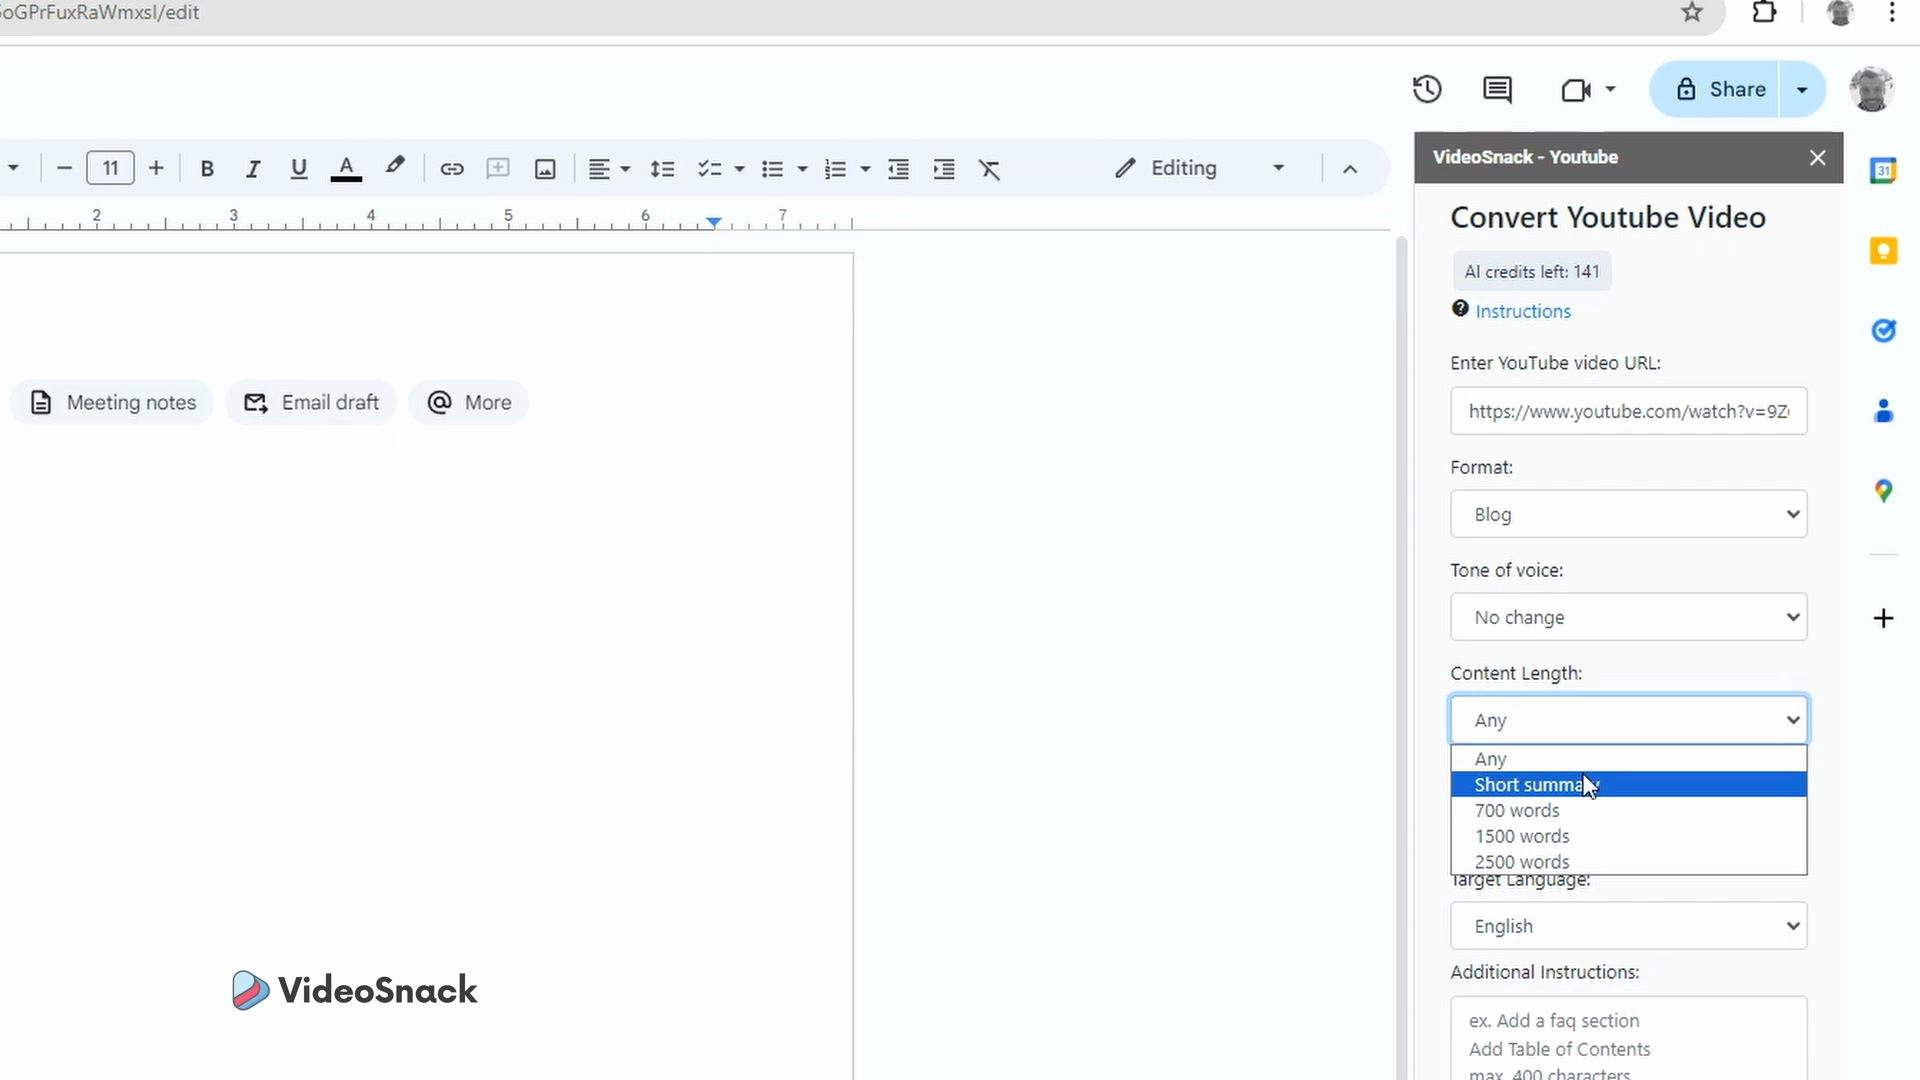 5oGPrFuxRaWmxsI/edit
Share
11
B I U A
Editing
2 3 4 5 6 7
Meeting notes
Email draft
More
VideoSnack
VideoSnack - Youtube
Convert Youtube Video
AI credits left: 141
Instructions
Enter YouTube video URL:
https://www.youtube.com/watch?v=9Z
Format:
Blog
Tone of voice:
No change
Content Length:
Any
Any
Short summary
700 words
1500 words
2500 words
Target Language:
English
Additional Instructions:
ex. Add a faq section
Add Table of Contents
max. 400 characters
31